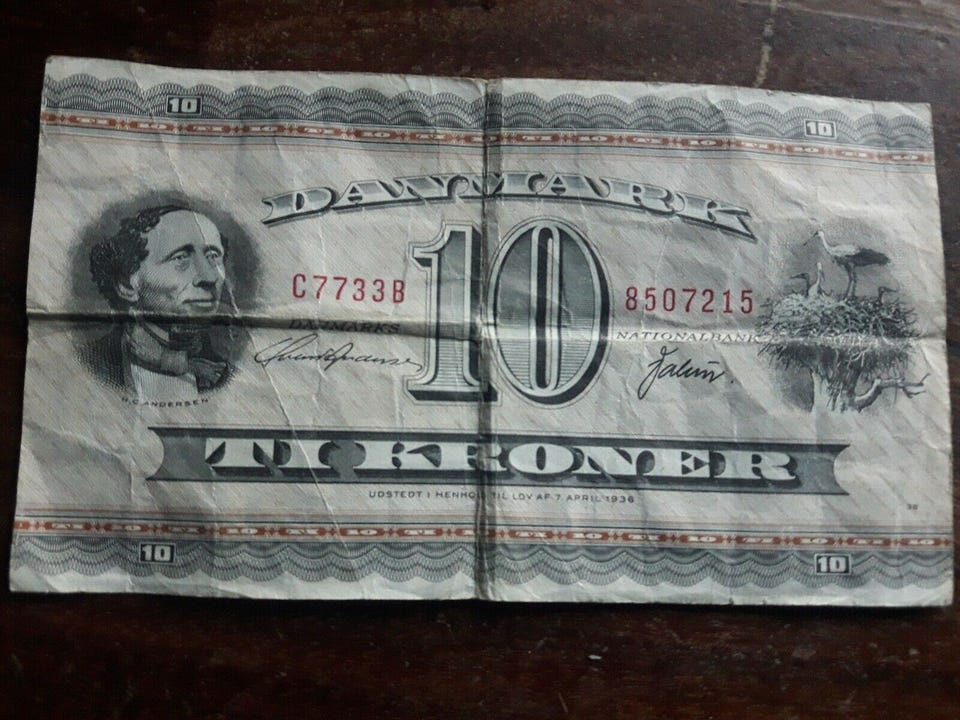 10
10
DANMARK
10
C7733B
8507215
DANMARKS
NATIONALBANK
H.C. ANDERSEN
TI KRONER
UDSTEDT I HENHOLD TIL LOV AF 7. APRIL 1936
10
10